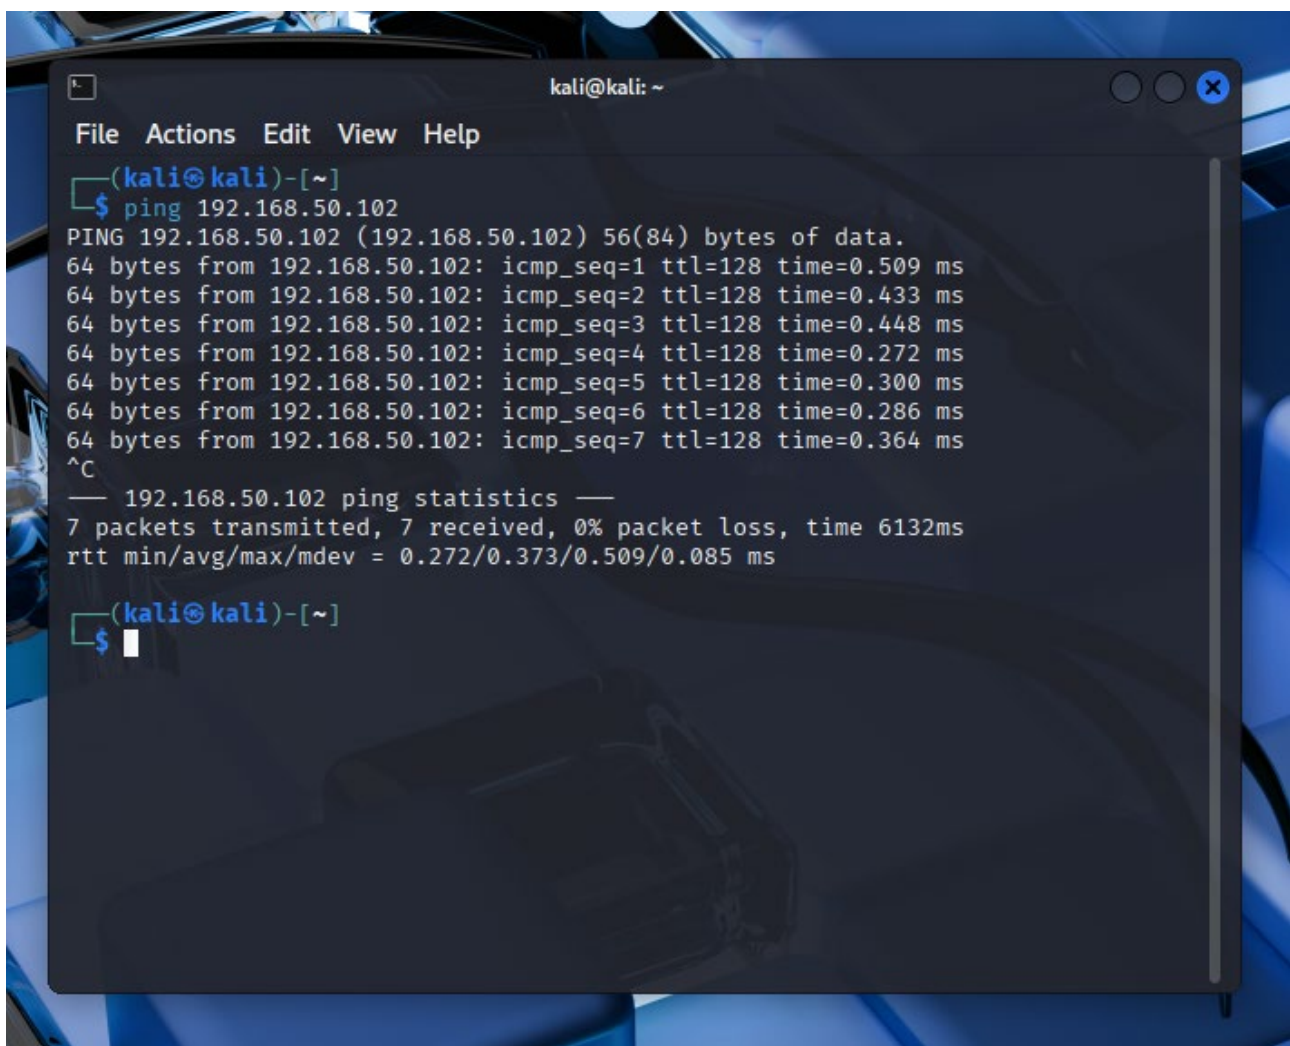 kali@kali: ~
File Actions Edit View Help
┌──(kali㉿kali)-[~]
└─$ ping 192.168.50.102
PING 192.168.50.102 (192.168.50.102) 56(84) bytes of data.
64 bytes from 192.168.50.102: icmp_seq=1 ttl=128 time=0.509 ms
64 bytes from 192.168.50.102: icmp_seq=2 ttl=128 time=0.433 ms
64 bytes from 192.168.50.102: icmp_seq=3 ttl=128 time=0.448 ms
64 bytes from 192.168.50.102: icmp_seq=4 ttl=128 time=0.272 ms
64 bytes from 192.168.50.102: icmp_seq=5 ttl=128 time=0.300 ms
64 bytes from 192.168.50.102: icmp_seq=6 ttl=128 time=0.286 ms
64 bytes from 192.168.50.102: icmp_seq=7 ttl=128 time=0.364 ms
^C
--- 192.168.50.102 ping statistics ---
7 packets transmitted, 7 received, 0% packet loss, time 6132ms
rtt min/avg/max/mdev = 0.272/0.373/0.509/0.085 ms
┌──(kali㉿kali)-[~]
└─$